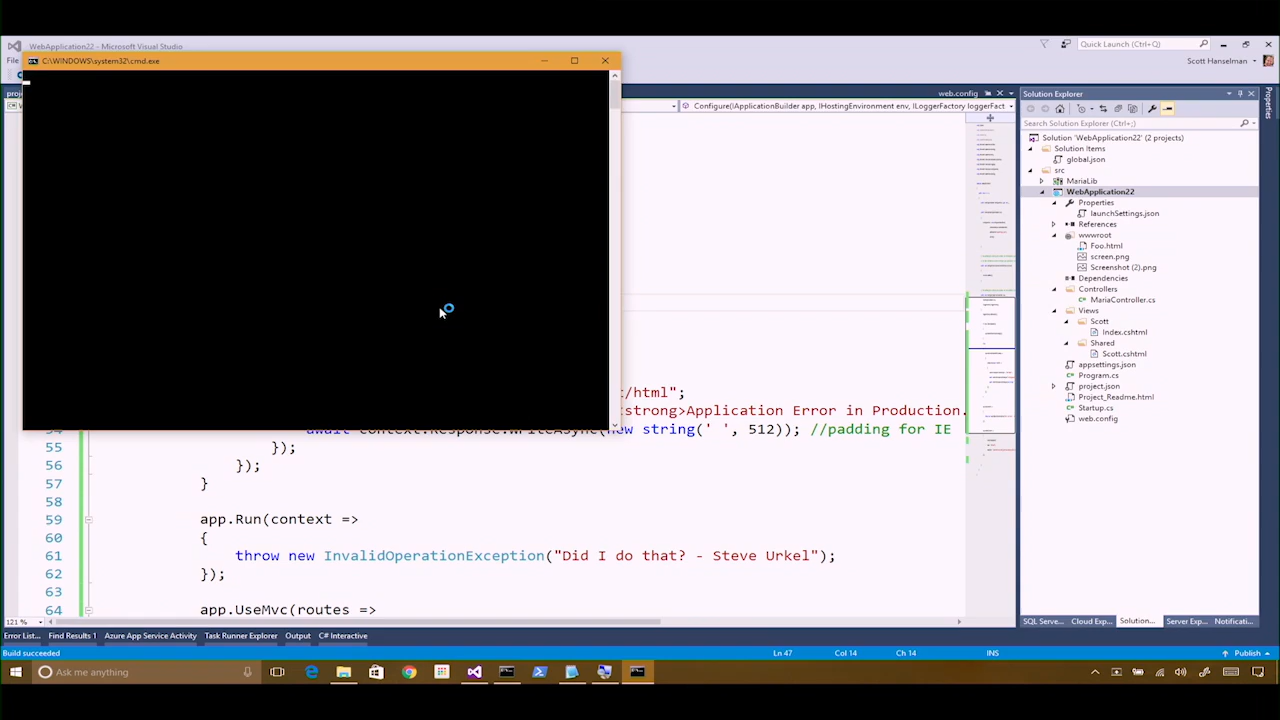 WebApplication22 - Microsoft Visual Studio
Quick Launch (Ctrl+Q)
File
Scott Hanselman
C:\WINDOWS\system32\cmd.exe
proj
web.config
Configure(IApplicationBuilder app, IHostingEnvironment env, ILoggerFactory loggerFact
Solution Explorer
Properties
Search Solution Explorer (Ctrl+;)
Solution 'WebApplication22' (2 projects)
Solution Items
global.json
src
MariaLib
WebApplication22
Properties
launchSettings.json
References
wwwroot
Foo.html
screen.png
Screenshot (2).png
Dependencies
Controllers
MariaController.cs
Views
Scott
Index.cshtml
Shared
Scott.cshtml
appsettings.json
Program.cs
project.json
Project_Readme.html
Startup.cs
web.config
t/html";
strong>Application Error in Production.
new string(' ', 512)); //padding for IE
55 });
56 });
57 }
58
59 app.Run(context =>
60 {
61 throw new InvalidOperationException("Did I do that? - Steve Urkel");
62 });
63
64 app.UseMvc(routes =>
121 %
SQL Serve... Cloud Exp... Solution... Server Exp... Notificati...
Error List... Find Results 1 Azure App Service Activity Task Runner Explorer Output C# Interactive
Build succeeded Ln 47 Col 14 Ch 14 INS Publish
Ask me anything